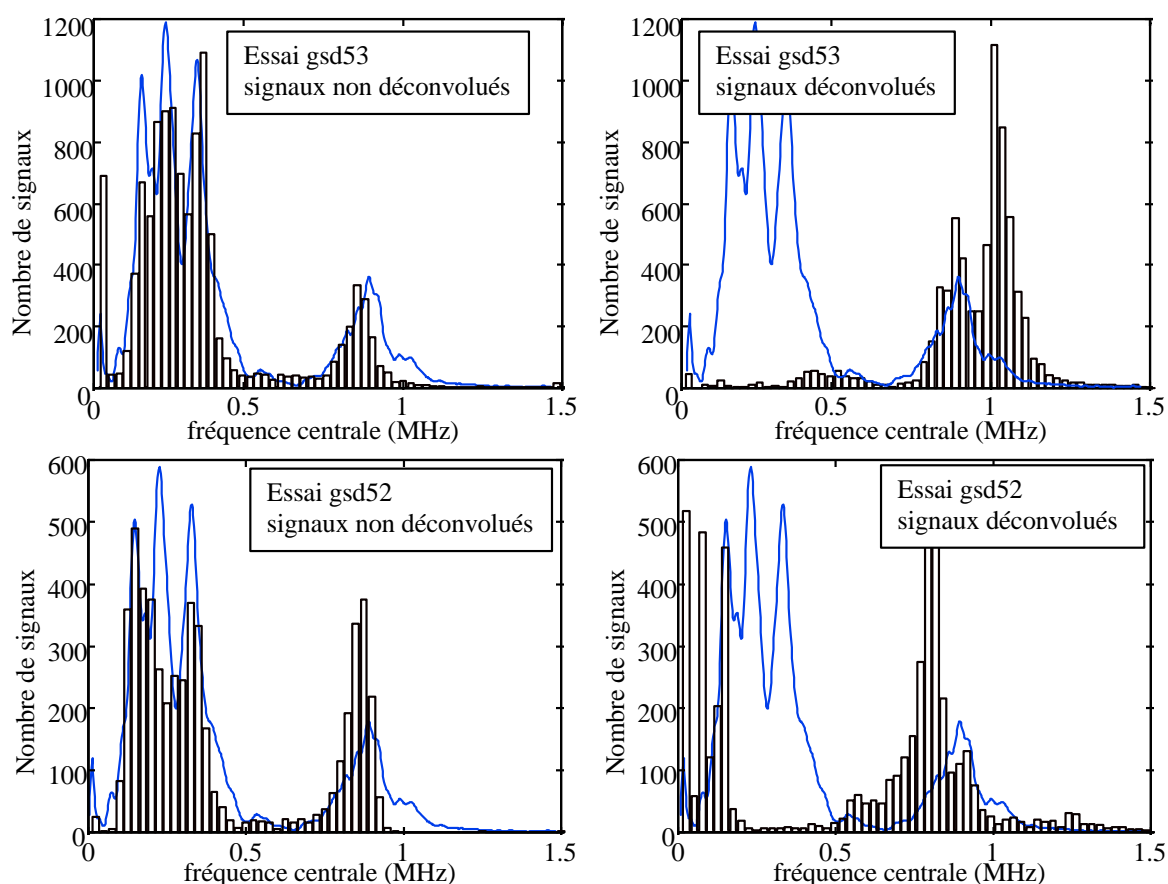 1200
1000
800
600
400
200
0
Nombre de signaux
Essai gsd53
signaux non déconvolués
0
0.5
1
1.5
fréquence centrale (MHz)
1200
1000
800
600
400
200
0
Nombre de signaux
Essai gsd53
signaux déconvolués
0
0.5
1
1.5
fréquence centrale (MHz)
600
500
400
300
200
100
0
Nombre de signaux
Essai gsd52
signaux non déconvolués
0
0.5
1
1.5
fréquence centrale (MHz)
600
500
400
300
200
100
0
Nombre de signaux
Essai gsd52
signaux déconvolués
0
0.5
1
1.5
fréquence centrale (MHz)